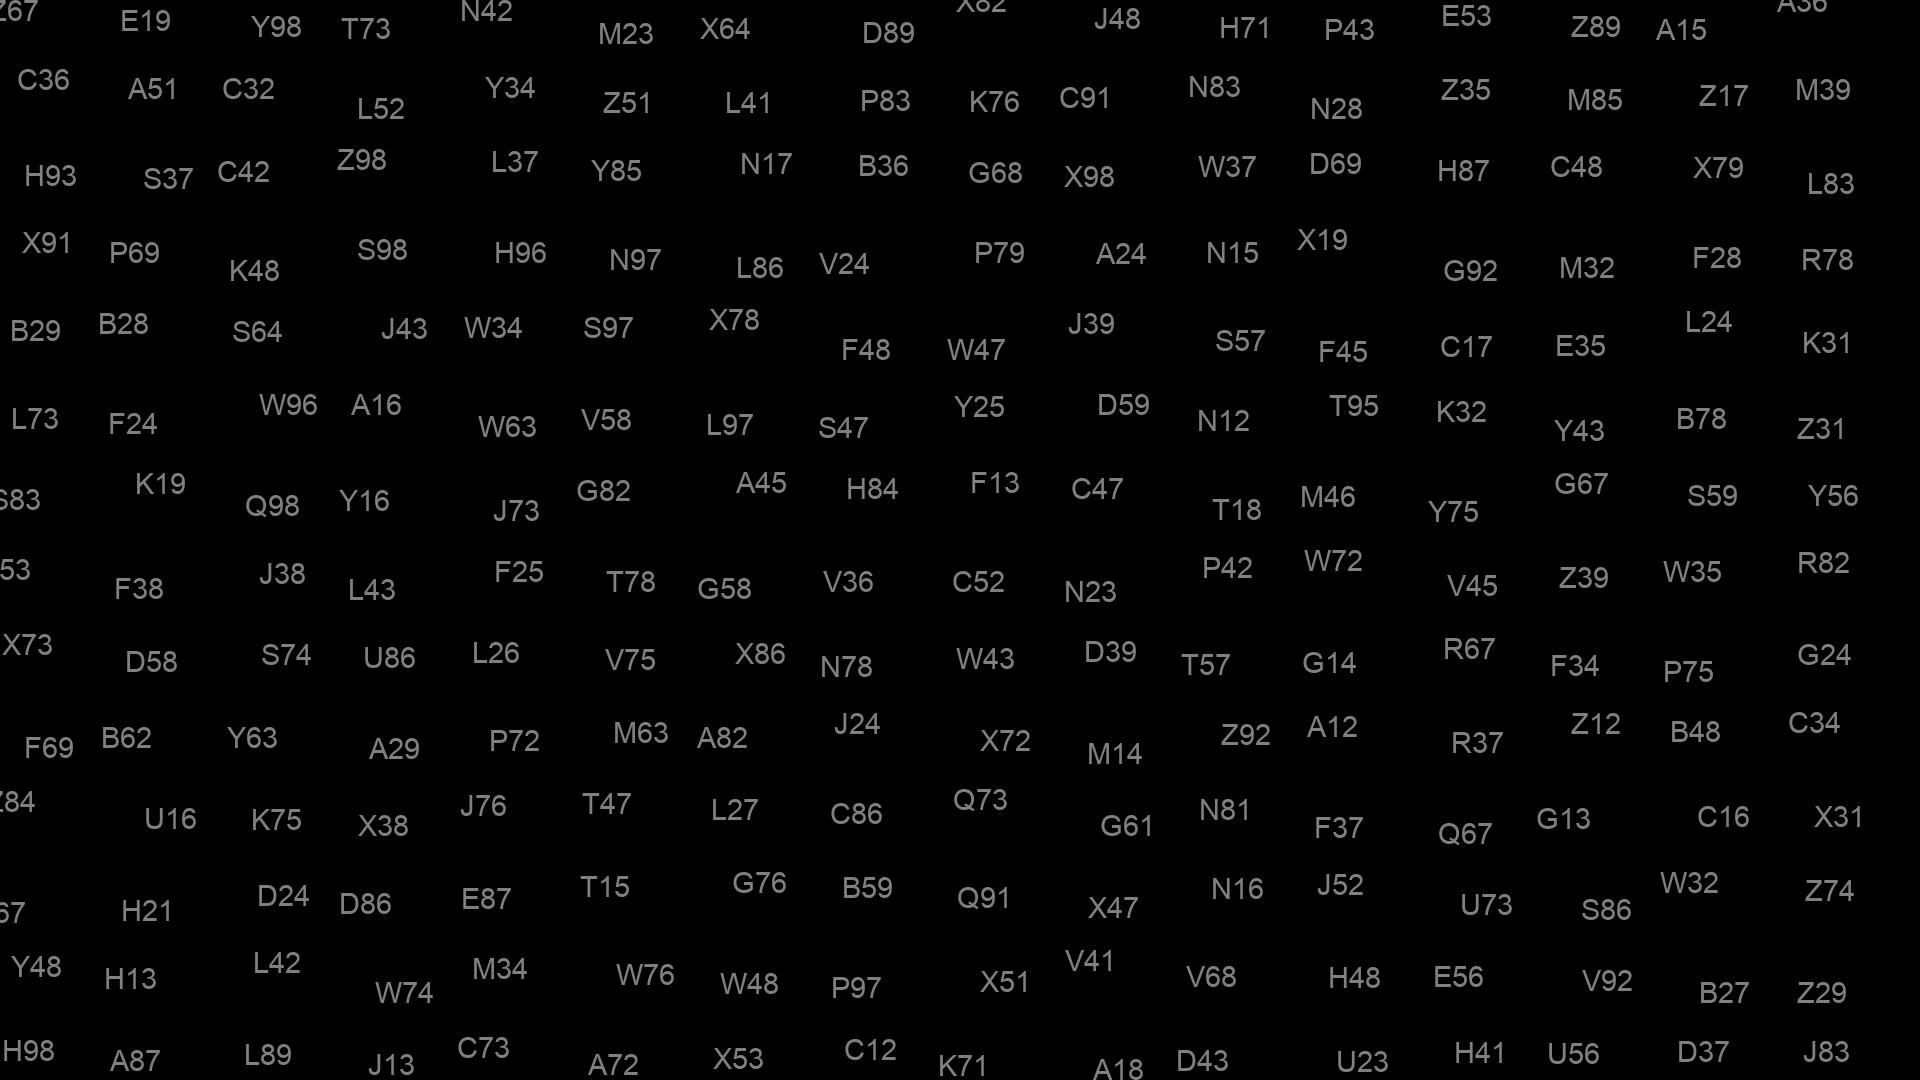 E19 Y98 T73 N42 M23 X64 D89 X82 J48 H71 P43 E53 Z89 A15 A36
C36 A51 C32 L52 Y34 Z51 L41 P83 K76 C91 N83 N28 Z35 M85 Z17 M39
H93 S37 C42 Z98 L37 Y85 N17 B36 G68 X98 W37 D69 H87 C48 X79 L83
X91 P69 K48 S98 H96 N97 L86 V24 P79 A24 N15 X19 G92 M32 F28 R78
B29 B28 S64 J43 W34 S97 X78 F48 W47 J39 S57 F45 C17 E35 L24 K31
L73 F24 W96 A16 W63 V58 L97 S47 Y25 D59 N12 T95 K32 Y43 B78 Z31
S83 K19 Q98 Y16 J73 G82 A45 H84 F13 C47 T18 M46 Y75 G67 S59 Y56
53 F38 J38 L43 F25 T78 G58 V36 C52 N23 P42 W72 V45 Z39 W35 R82
X73 D58 S74 U86 L26 V75 X86 N78 W43 D39 T57 G14 R67 F34 P75 G24
F69 B62 Y63 A29 P72 M63 A82 J24 X72 M14 Z92 A12 R37 Z12 B48 C34
Z84 U16 K75 X38 J76 T47 L27 C86 Q73 G61 N81 F37 Q67 G13 C16 X31
67 H21 D24 D86 E87 T15 G76 B59 Q91 X47 N16 J52 U73 S86 W32 Z74
Y48 H13 L42 W74 M34 W76 W48 P97 X51 V41 V68 H48 E56 V92 B27 Z29
H98 A87 L89 J13 C73 A72 X53 C12 K71 A18 D43 U23 H41 U56 D37 J83